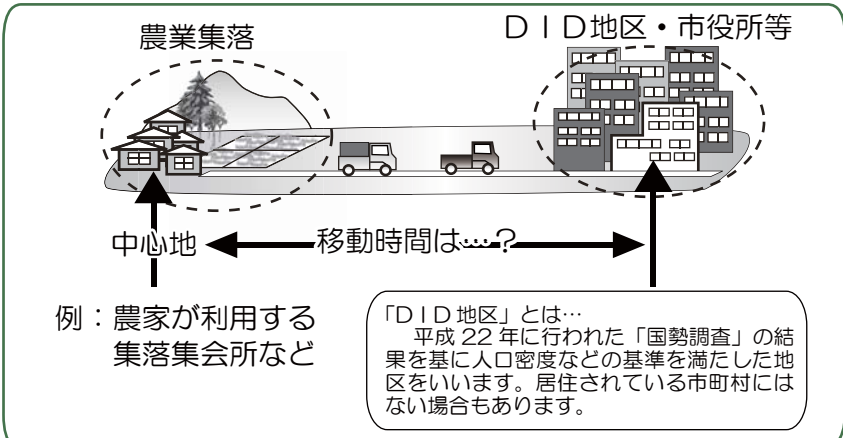 農業集落
DID地区・市役所等
中心地
移動時間は…?
例：農家が利用する
集落集会所など
「DID地区」とは…
平成22年に行われた「国勢調査」の結
果を基に人口密度などの基準を満たした地
区をいいます。居住されている市町村には
ない場合もあります。